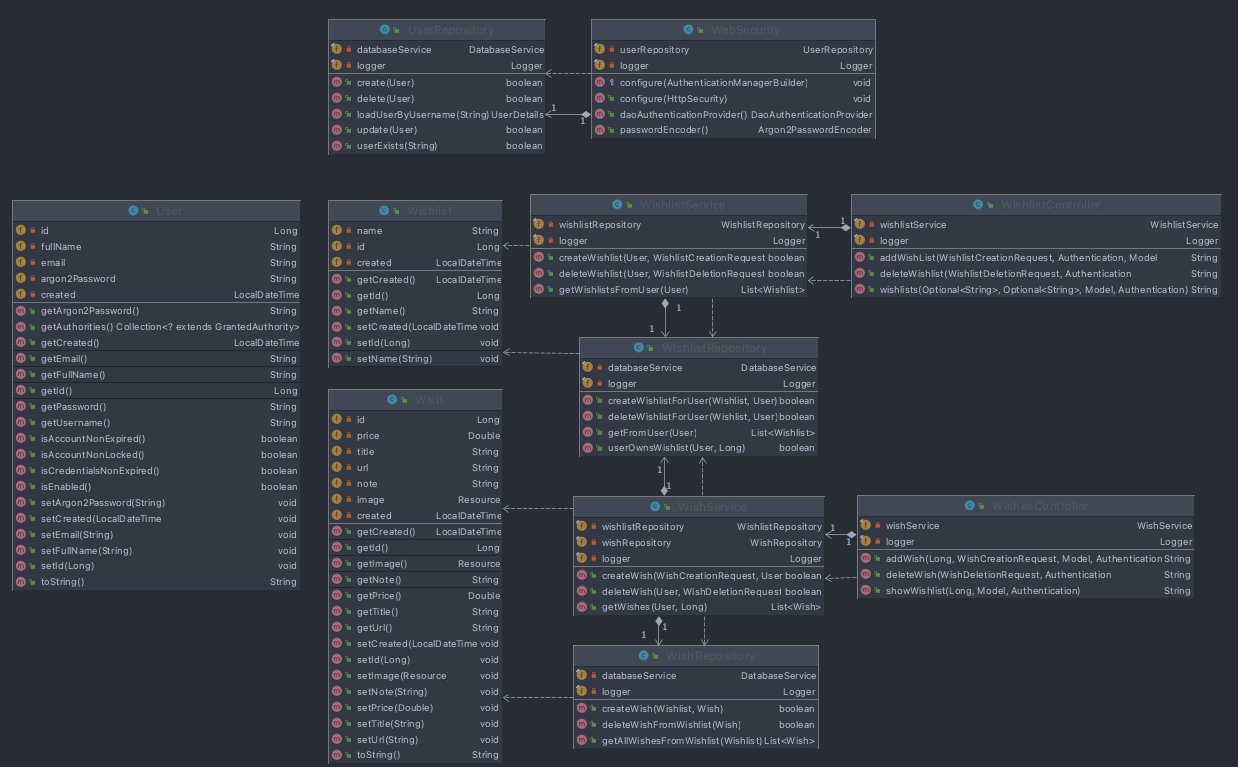 UserRepository
databaseService DatabaseService
logger Logger
create(User) boolean
delete(User) boolean
loadUserByUsername(String) UserDetails
update(User) boolean
userExists(String) boolean
WebSecurity
userRepository UserRepository
logger Logger
configure(AuthenticationManagerBuilder) void
configure(HttpSecurity) void
daoAuthenticationProvider() DaoAuthenticationProvider
passwordEncoder() Argon2PasswordEncoder
1
1
User
id Long
fullName String
email String
argon2Password String
created LocalDateTime
getArgon2Password() String
getAuthorities() Collection<? extends GrantedAuthority>
getCreated() LocalDateTime
getEmail() String
getFullName() String
getId() Long
getPassword() String
getUsername() String
isAccountNonExpired() boolean
isAccountNonLocked() boolean
isCredentialsNonExpired() boolean
isEnabled() boolean
setArgon2Password(String) void
setCreated(LocalDateTime void
setEmail(String) void
setFullName(String) void
setId(Long) void
toString() String
Wishlist
name String
id Long
created LocalDateTime
getCreated() LocalDateTime
getId() Long
getName() String
setCreated(LocalDateTime void
setId(Long) void
setName(String) void
WishlistService
wishlistRepository WishlistRepository
logger Logger
createWishlist(User, WishlistCreationRequest boolean
deleteWishlist(User, WishlistDeletionRequest boolean
getWishlistsFromUser(User) List<Wishlist>
1
1
WishlistController
wishlistService WishlistService
logger Logger
addWishList(WishlistCreationRequest, Authentication, Model String
deleteWishlist(WishlistDeletionRequest, Authentication String
wishlists(Optional<String>, Optional<String>, Model, Authentication) String
1
1
WishlistRepository
databaseService DatabaseService
logger Logger
createWishlistForUser(Wishlist, User) boolean
deleteWishlistForUser(Wishlist, User) boolean
getFromUser(User) List<Wishlist>
userOwnsWishlist(User, Long) boolean
1
1
Wish
id Long
price Double
title String
url String
note String
image Resource
created LocalDateTime
getCreated() LocalDateTime
getId() Long
getImage() Resource
getNote() String
getPrice() Double
getTitle() String
getUrl() String
setCreated(LocalDateTime void
setId(Long) void
setImage(Resource void
setNote(String) void
setPrice(Double) void
setTitle(String) void
setUrl(String) void
toString() String
WishService
wishlistRepository WishlistRepository
wishRepository WishRepository
logger Logger
createWish(WishCreationRequest, User boolean
deleteWish(User, WishDeletionRequest boolean
getWishes(User, Long) List<Wish>
1
1
WishesController
wishService WishService
logger Logger
addWish(Long, WishCreationRequest, Model, Authentication String
deleteWish(WishDeletionRequest, Authentication String
showWishlist(Long, Model, Authentication) String
1
1
WishRepository
databaseService DatabaseService
logger Logger
createWish(Wishlist, Wish) boolean
deleteWishFromWishlist(Wish) boolean
getAllWishesFromWishlist(Wishlist) List<Wish>